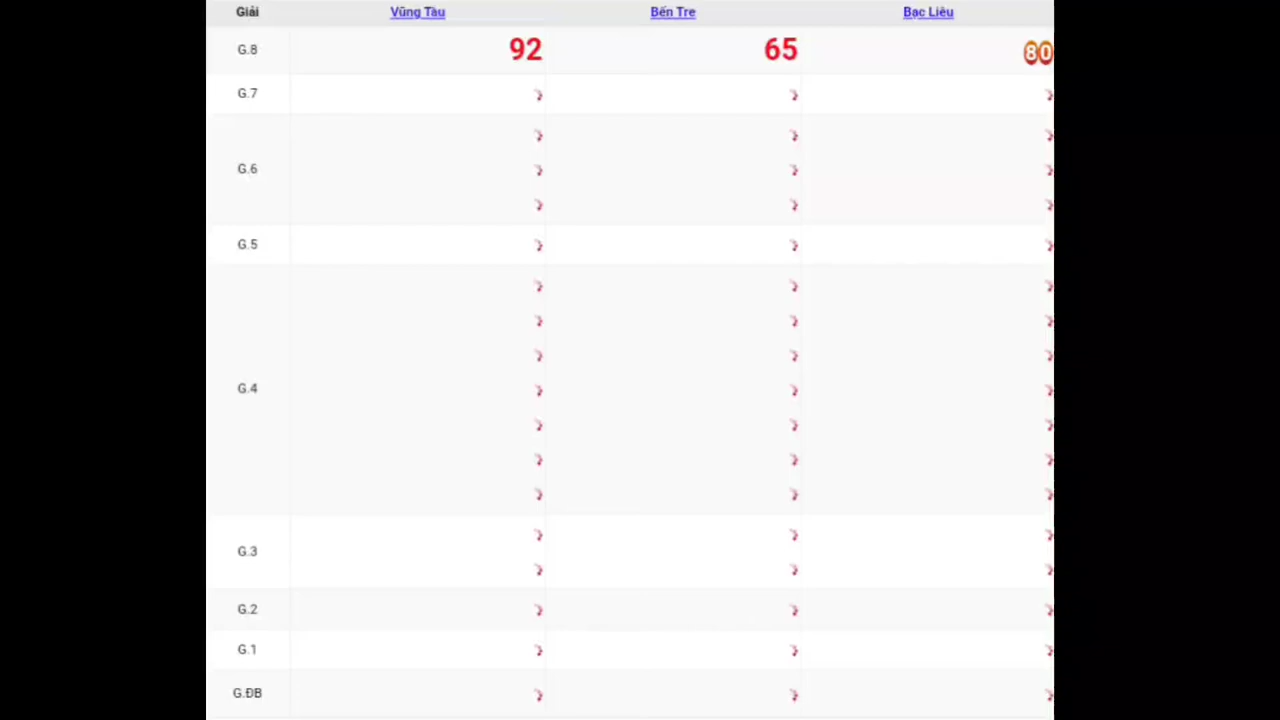 Giải Vũng Tàu Bến Tre Bạc Liêu
G.8 92 65 80
G.7
G.6
G.5
G.4
G.3
G.2
G.1
G.ĐB